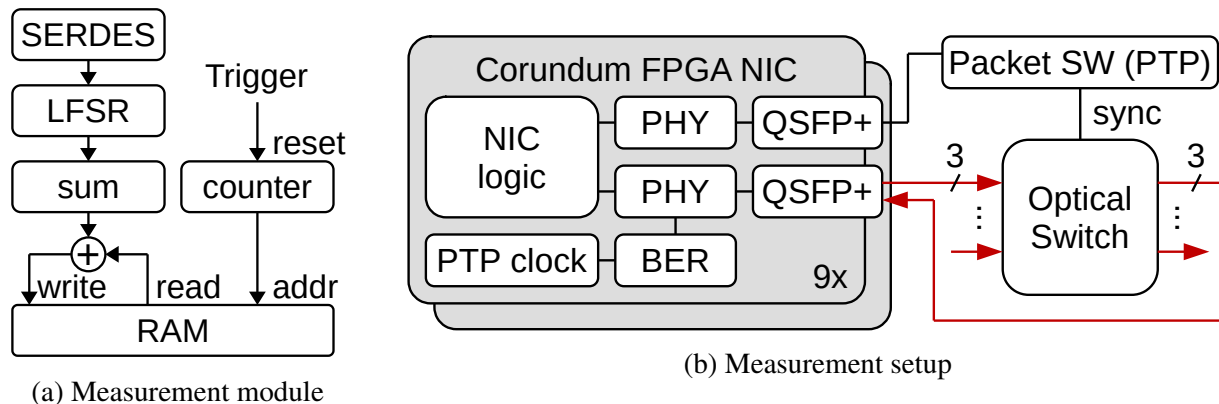 SERDES
LFSR
sum
Trigger
reset
counter
write
read
addr
RAM
(a) Measurement module
Corundum FPGA NIC
NIC
logic
PHY
QSFP+
PHY
QSFP+
PTP clock
BER
9x
Packet SW (PTP)
sync
3
3
Optical
Switch
(b) Measurement setup